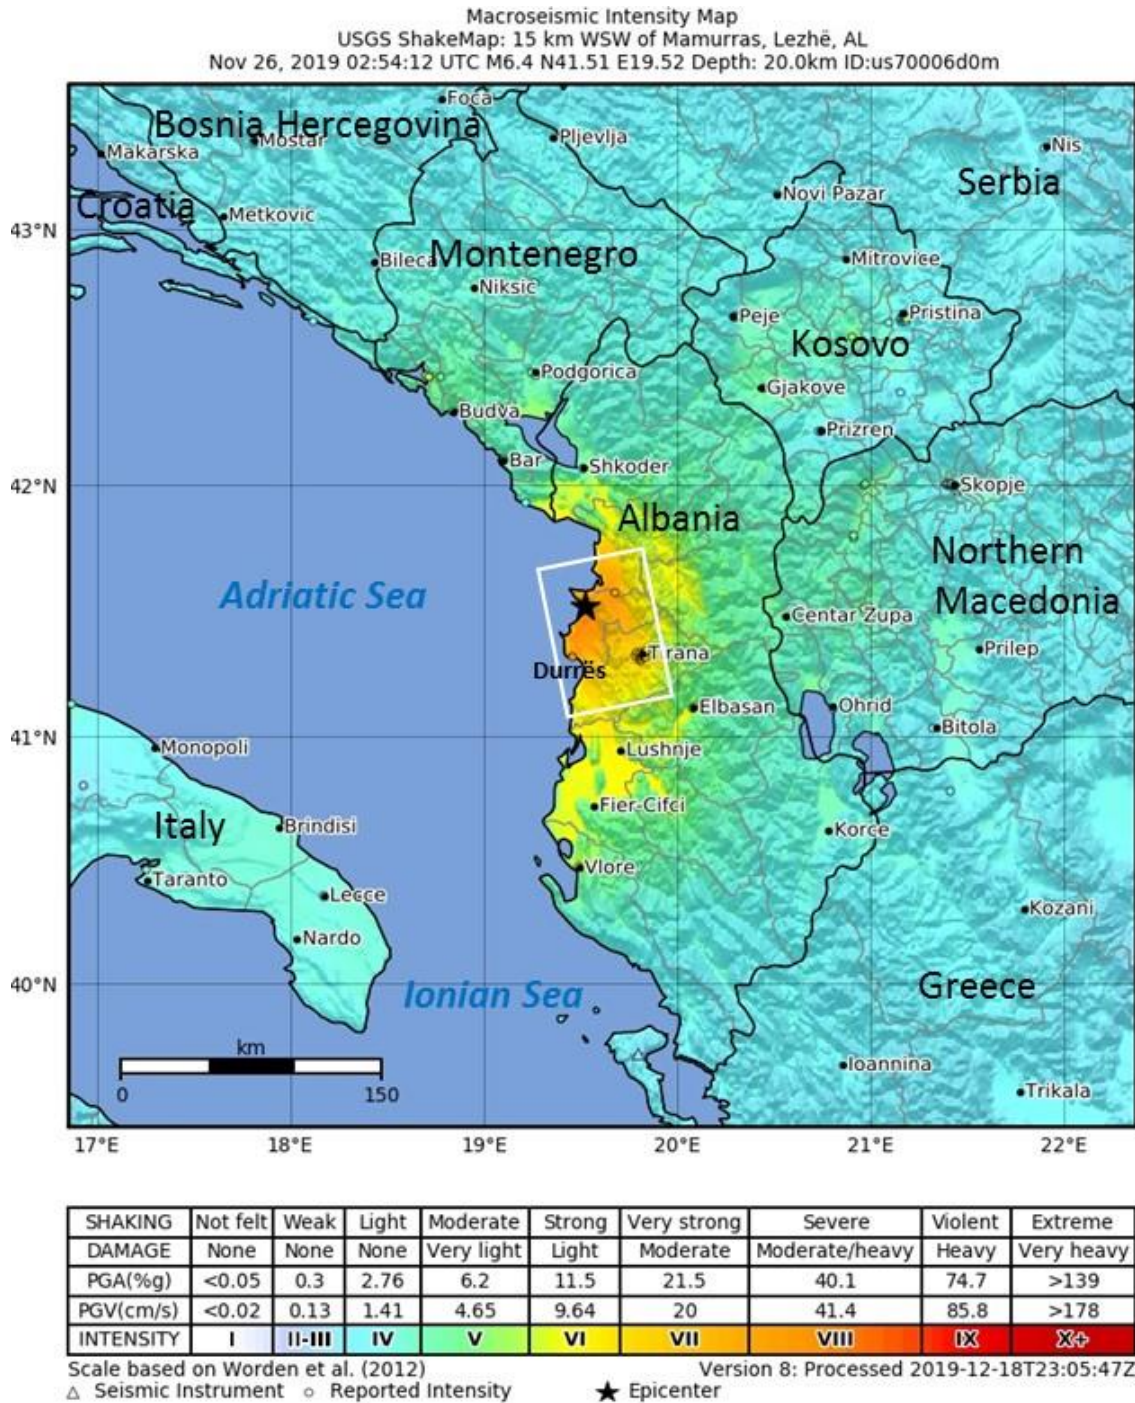 Macroseismic Intensity Map
USGS ShakeMap: 15 km WSW of Mamurras, Lezhë, AL
Nov 26, 2019 02:54:12 UTC M6.4 N41.51 E19.52 Depth: 20.0km ID:us70006d0m
Foca
Bosnia Hercegovina
Mostar
Pljevlja
Makarska
Nis
Serbia
Novi Pazar
Croatia
Metkovic
43°N
Montenegro
Bileca
Mitrovice
Niksic
Peje
Pristina
Kosovo
Podgorica
Gjakove
Budva
Prizren
Bar
Shkoder
42°N
Skopje
Albania
Northern
Macedonia
Adriatic Sea
Centar Zupa
Tirana
Prilep
Durrës
Elbasan
Ohrid
Bitola
41°N
Monopoli
Lushnje
Fier-Cifci
Italy
Brindisi
Korce
Vlore
Taranto
Lecce
Kozani
Nardo
40°N
Ionian Sea
Greece
km
0 150
Ioannina
Trikala
17°E 18°E 19°E 20°E 21°E 22°E
SHAKING Not felt Weak Light Moderate Strong Very strong Severe Violent Extreme
DAMAGE None None None Very light Light Moderate Moderate/heavy Heavy Very heavy
PGA(%g) <0.05 0.3 2.76 6.2 11.5 21.5 40.1 74.7 >139
PGV(cm/s) <0.02 0.13 1.41 4.65 9.64 20 41.4 85.8 >178
INTENSITY I II-III IV V VI VII VIII IX X+
Scale based on Worden et al. (2012) Version 8: Processed 2019-12-18T23:05:47Z
△ Seismic Instrument ○ Reported Intensity ★ Epicenter